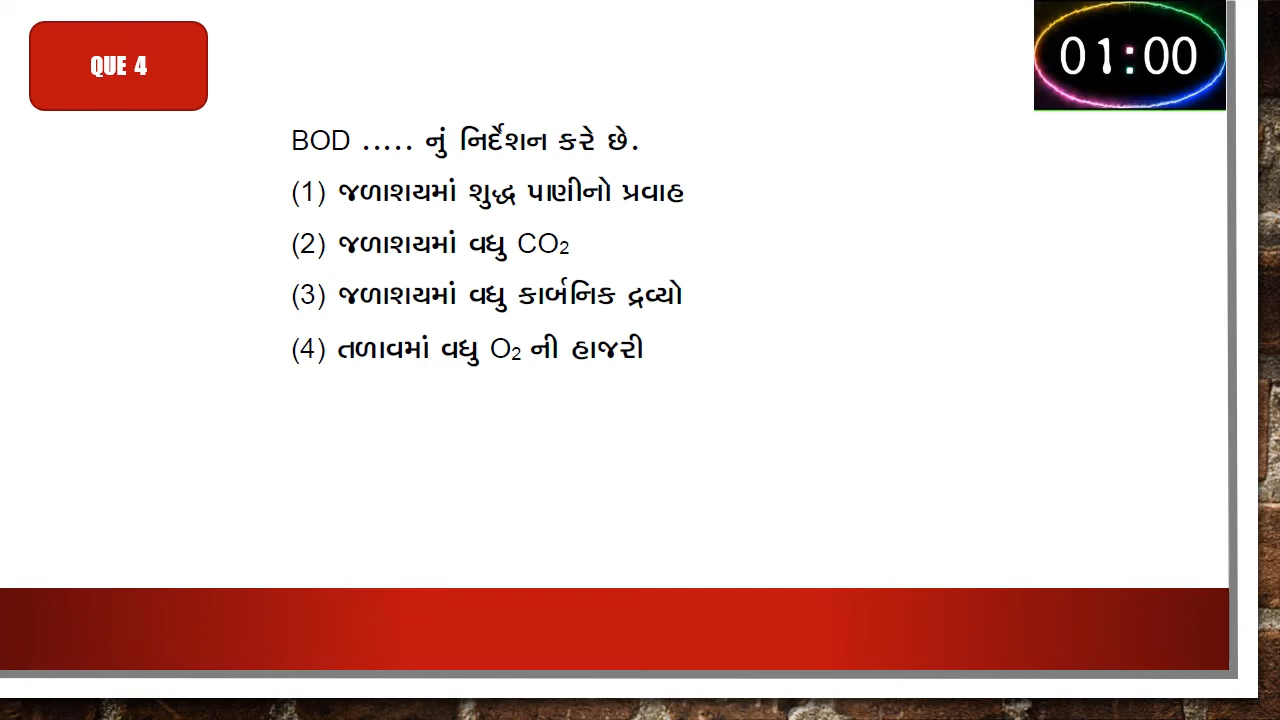 QUE 4
01:00
BOD ..... નું નિર્દેશન કરે છે.
(1) જળાશયમાં શુદ્ધ પાણીનો પ્રવાહ
(2) જળાશયમાં વધુ CO₂
(3) જળાશયમાં વધુ કાર્બનિક દ્રવ્યો
(4) તળાવમાં વધુ O₂ ની હાજરી